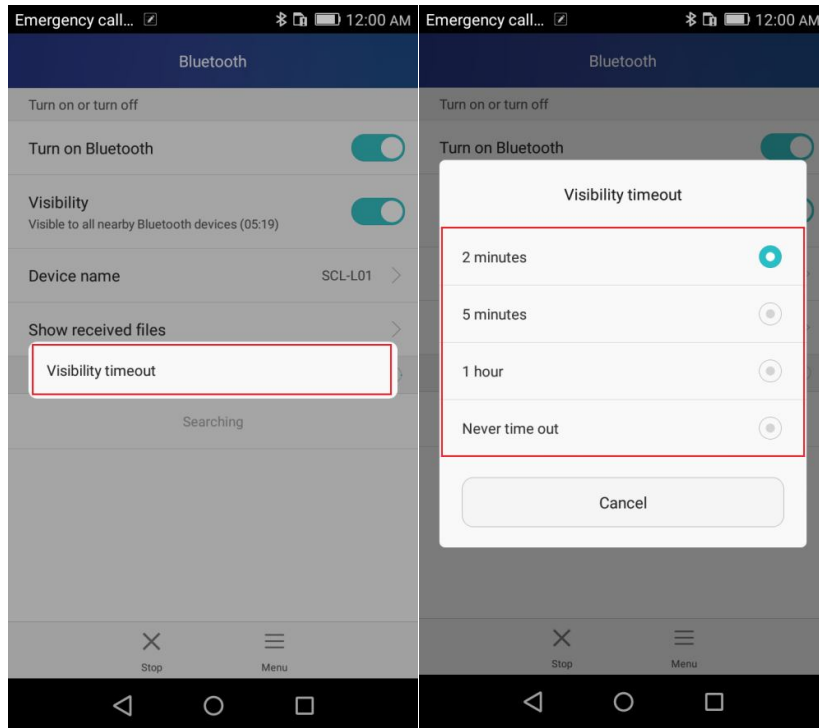 Emergency call... 12:00 AM
Bluetooth
Turn on or turn off
Turn on Bluetooth
Visibility
Visible to all nearby Bluetooth devices (05:19)
Device name SCL-L01
Show received files
Visibility timeout
Searching
Stop Menu
Emergency call... 12:00 AM
Bluetooth
Turn on or turn off
Turn on Bluetooth
Visibility timeout
2 minutes
5 minutes
1 hour
Never time out
Cancel
Stop Menu